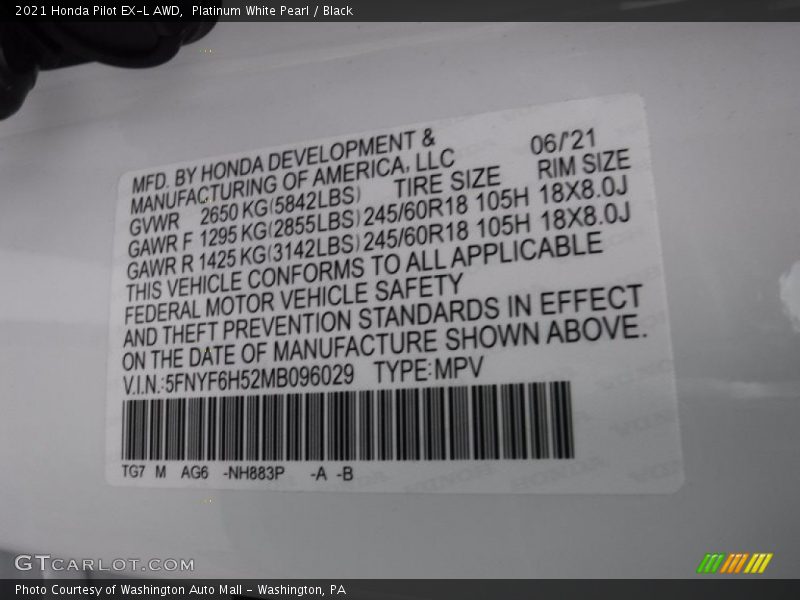 2021 Honda Pilot EX-L AWD,  Platinum White Pearl / Black
MFD. BY HONDA DEVELOPMENT & 06/'21
MANUFACTURING OF AMERICA, LLC
GVWR 2650 KG(5842LBS) TIRE SIZE RIM SIZE
GAWR F 1295 KG(2855LBS) 245/60R18 105H 18X8.0J
GAWR R 1425 KG(3142LBS) 245/60R18 105H 18X8.0J
THIS VEHICLE CONFORMS TO ALL APPLICABLE
FEDERAL MOTOR VEHICLE SAFETY
AND THEFT PREVENTION STANDARDS IN EFFECT
ON THE DATE OF MANUFACTURE SHOWN ABOVE.
V.I.N.:5FNYF6H52MB096029 TYPE:MPV
TG7 M AG6 -NH883P -A -B
GTCARLOT.COM
Photo Courtesy of Washington Auto Mall - Washington, PA